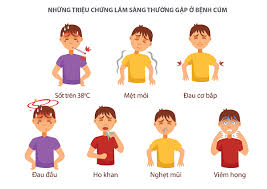 NHỮNG TRIỆU CHỨNG LÂM SÀNG THƯỜNG GẶP Ở BỆNH CÚM
Sốt trên 38°C
Mệt mỏi
Đau cơ bắp
Đau đầu
Ho khan
Nghẹt mũi
Viêm họng